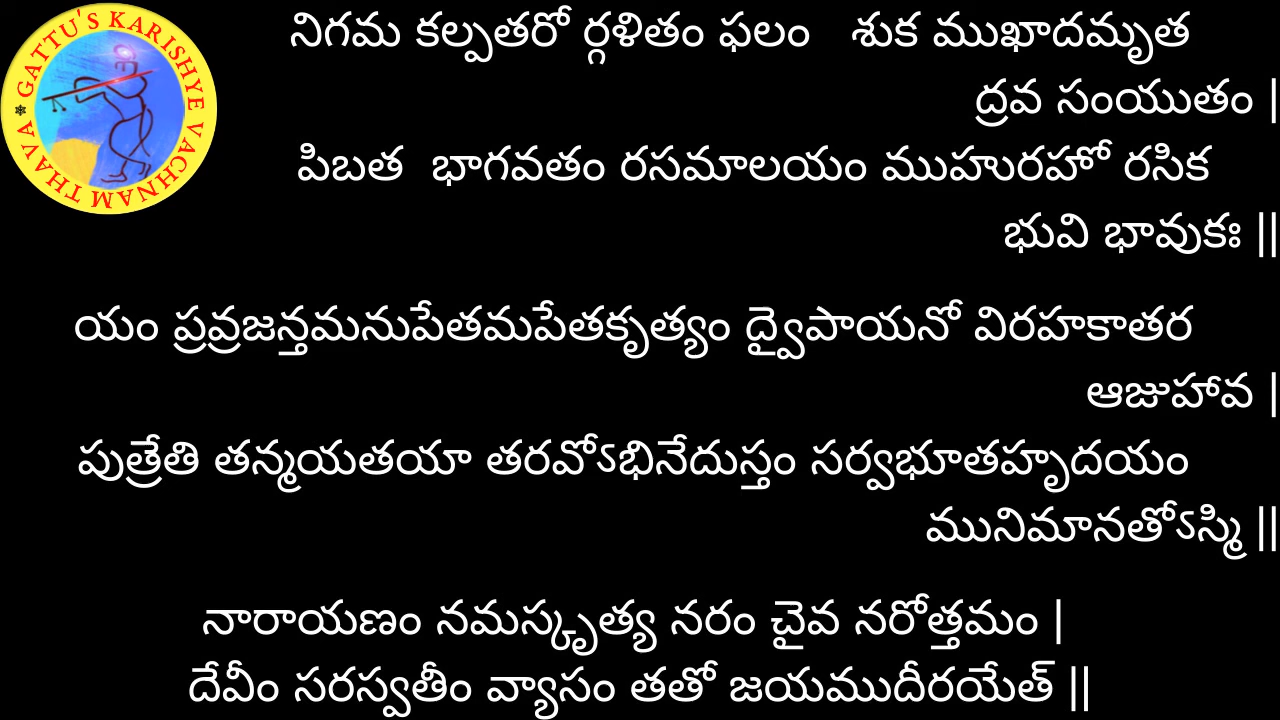 GATTU'S KARISHYE VACHNAM THAVA
నిగమ కల్పతరో ర్గళితం ఫలం శుక ముఖాదమృత
ద్రవ సంయుతం |
పిబత భాగవతం రసమాలయం ముహురహో రసిక
భువి భావుకః ||
యం ప్రవ్రజన్తమనుపేతమపేతకృత్యం ద్వైపాయనో విరహకాతర
ఆజుహావ |
పుత్రేతి తన్మయతయా తరవోఽభినేదుస్తం సర్వభూతహృదయం
మునిమానతోఽస్మి ||
నారాయణం నమస్కృత్య నరం చైవ నరోత్తమం |
దేవీం సరస్వతీం వ్యాసం తతో జయముదీరయేత్ ||